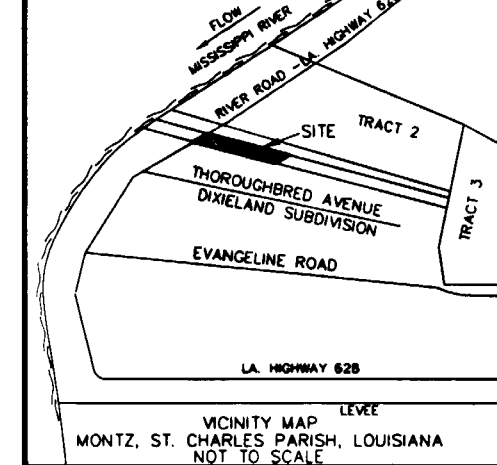 FLOW
MISSISSIPPI RIVER
RIVER ROAD - LA. HIGHWAY
SITE
TRACT 2
TRACT 3
THOROUGHBRED AVENUE
DIXIELAND SUBDIVISION
EVANGELINE ROAD
LA. HIGHWAY 628
LEVEE
VICINITY MAP
MONTZ, ST. CHARLES PARISH, LOUISIANA
NOT TO SCALE